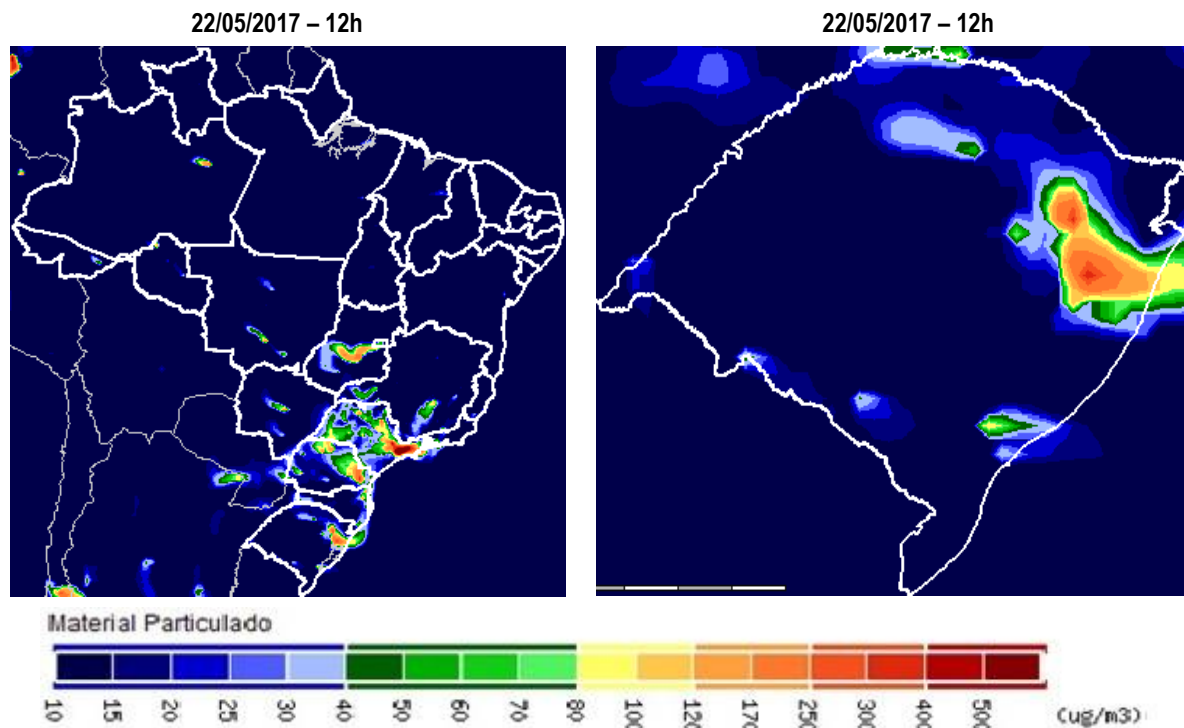 22/05/2017 – 12h
22/05/2017 – 12h
Material Particulado
10 15 20 25 30 40 50 60 70 80 100 120 170 250 300 400 500 (ug/m3)